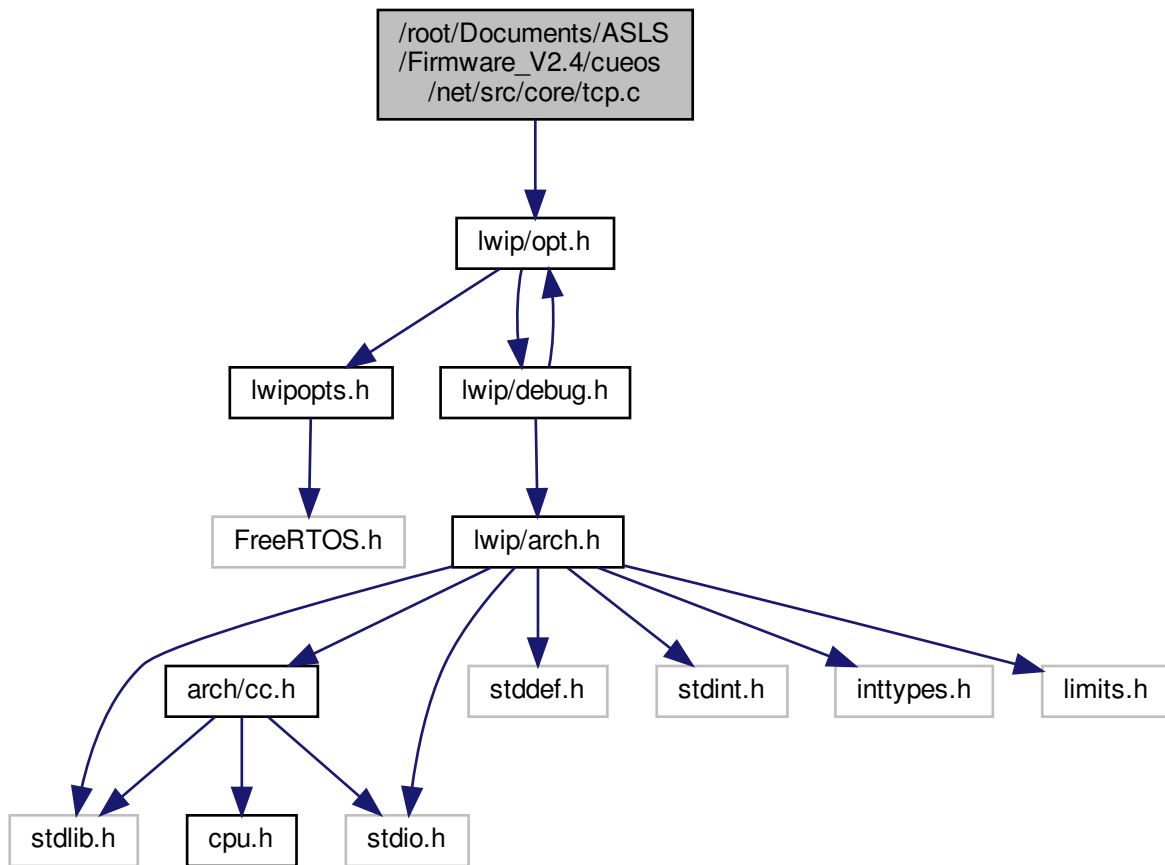 /root/Documents/ASLS
/Firmware_V2.4/cueos
/net/src/core/tcp.c
lwip/opt.h
lwipopts.h
lwip/debug.h
FreeRTOS.h
lwip/arch.h
arch/cc.h
stddef.h
stdint.h
inttypes.h
limits.h
stdlib.h
cpu.h
stdio.h